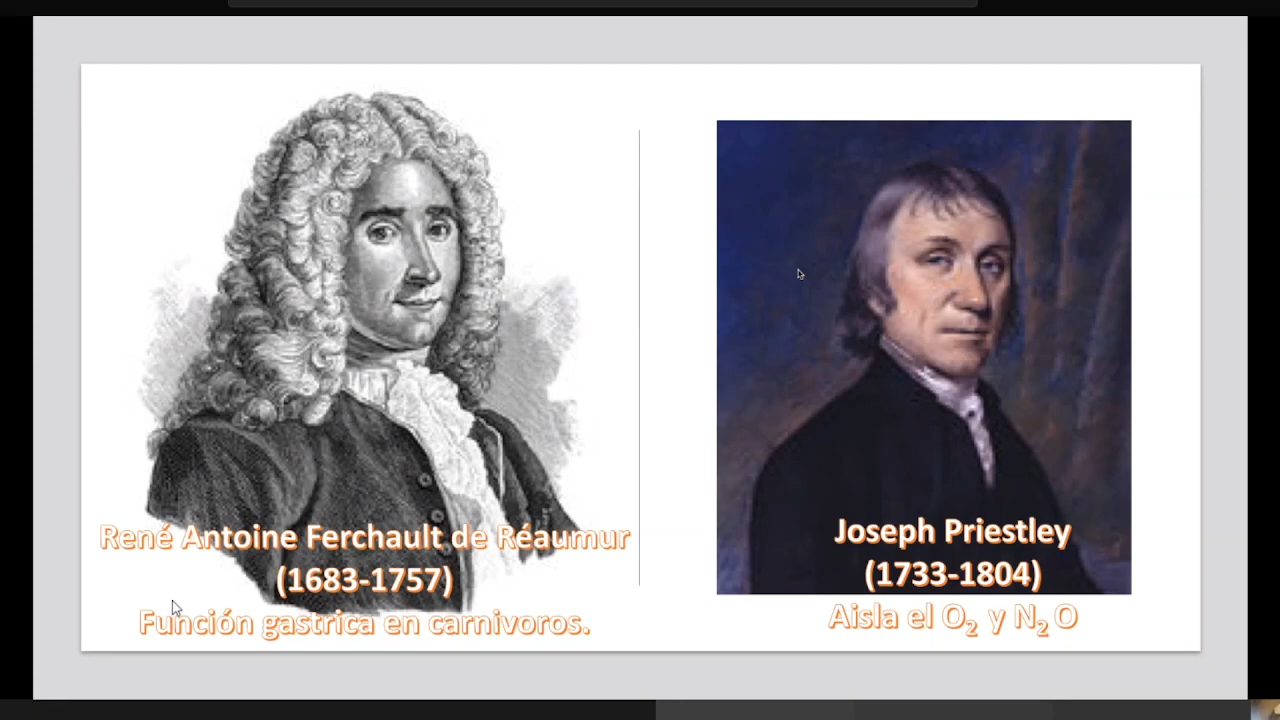 René Antoine Ferchault de Réaumur
(1683-1757)
Función gastrica en carnivoros.
Joseph Priestley
(1733-1804)
Aisla el O₂ y N₂ O